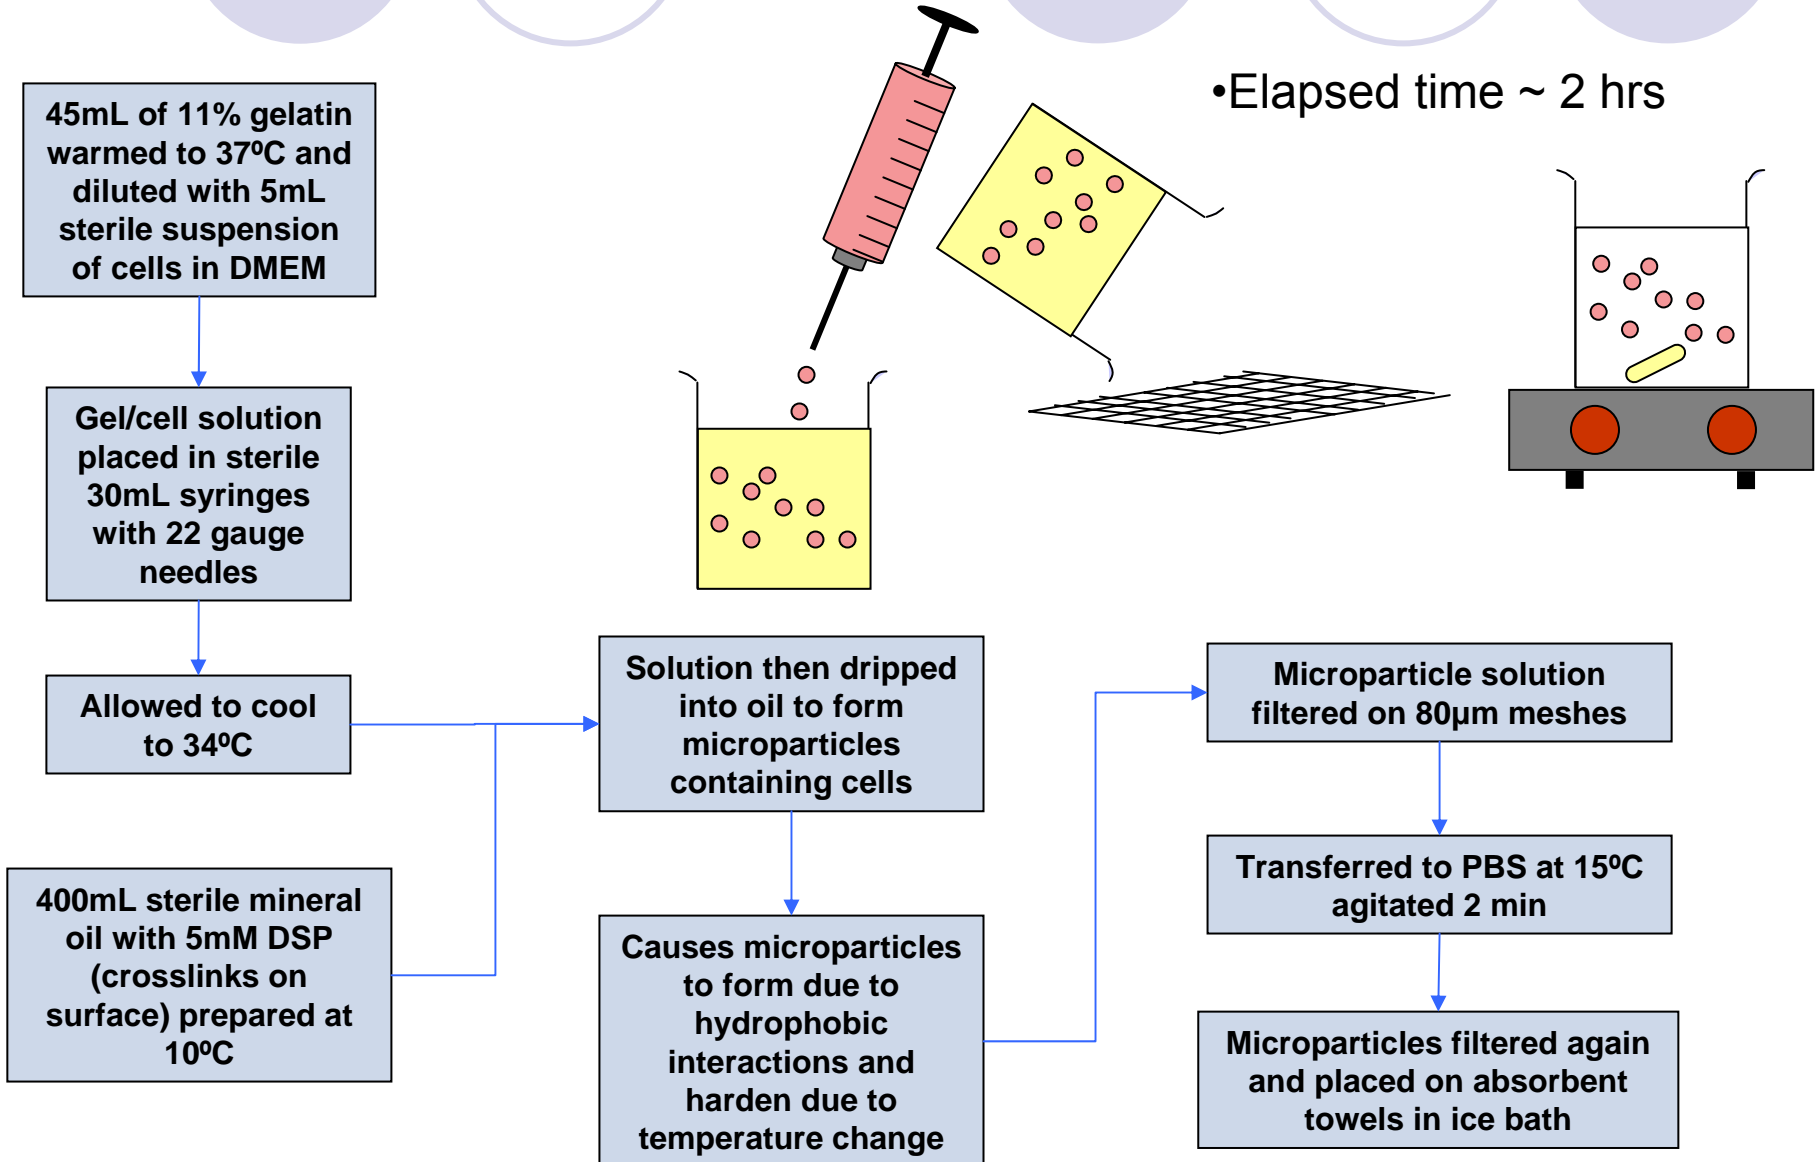 •Elapsed time ~ 2 hrs
45mL of 11% gelatin
warmed to 37ºC and
diluted with 5mL
sterile suspension
of cells in DMEM
Gel/cell solution
placed in sterile
30mL syringes
with 22 gauge
needles
Allowed to cool
to 34ºC
400mL sterile mineral
oil with 5mM DSP
(crosslinks on
surface) prepared at
10ºC
Solution then dripped
into oil to form
microparticles
containing cells
Causes microparticles
to form due to
hydrophobic
interactions and
harden due to
temperature change
Microparticle solution
filtered on 80µm meshes
Transferred to PBS at 15ºC
agitated 2 min
Microparticles filtered again
and placed on absorbent
towels in ice bath